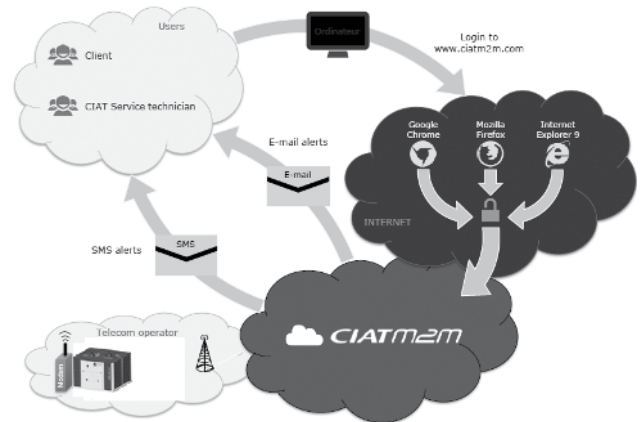 Users
Client
CIAT Service technician
Ordinateur
Login to
www.ciatm2m.com
Google
Chrome
Mozilla
Firefox
Internet
Explorer 9
INTERNET
E-mail alerts
E-mail
SMS alerts
SMS
Telecom operator
Modem
CIATM2M